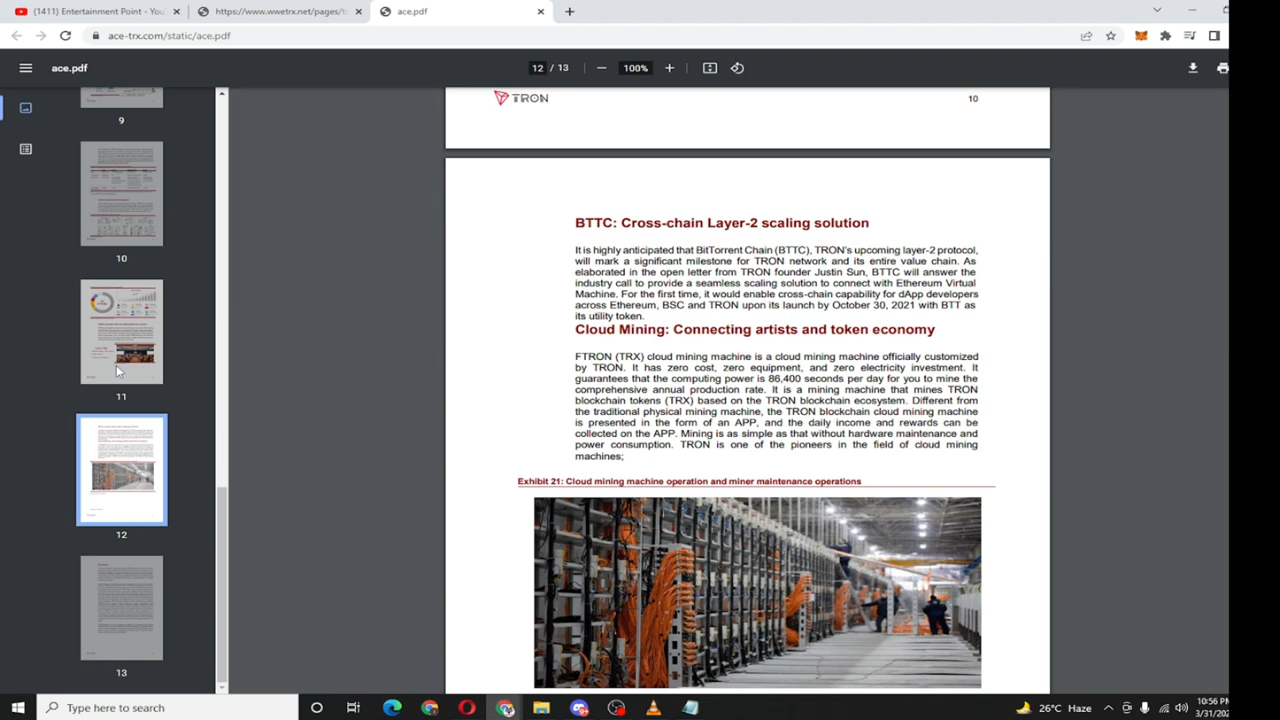 (1411) Entertainment Point - You
https://www.wwetrx.net/pages/tr
ace.pdf
ace-trx.com/static/ace.pdf
ace.pdf
12 / 13
100%
TRON
10
BTTC: Cross-chain Layer-2 scaling solution
It is highly anticipated that BitTorrent Chain (BTTC), TRON's upcoming layer-2 protocol,
will mark a significant milestone for TRON network and its entire value chain. As
elaborated in the open letter from TRON founder Justin Sun, BTTC will answer the
industry call to provide a seamless scaling solution to connect with Ethereum Virtual
Machine. For the first time, it would enable cross-chain capability for dApp developers
across Ethereum, BSC and TRON upon its launch by October 30, 2021 with BTT as
its utility token.
Cloud Mining: Connecting artists and token economy
FTRON (TRX) cloud mining machine is a cloud mining machine officially customized
by TRON. It has zero cost, zero equipment, and zero electricity investment. It
guarantees that the computing power is 86,400 seconds per day for you to mine the
comprehensive annual production rate. It is a mining machine that mines TRON
blockchain tokens (TRX) based on the TRON blockchain ecosystem. Different from
the traditional physical mining machine, the TRON blockchain cloud mining machine
is presented in the form of an APP, and the daily income and rewards can be
collected on the APP. Mining is as simple as that without hardware maintenance and
power consumption. TRON is one of the pioneers in the field of cloud mining
machines;
Exhibit 21: Cloud mining machine operation and miner maintenance operations
9
10
11
12
13
Type here to search
26°C Haze
10:56 PM
3/31/202